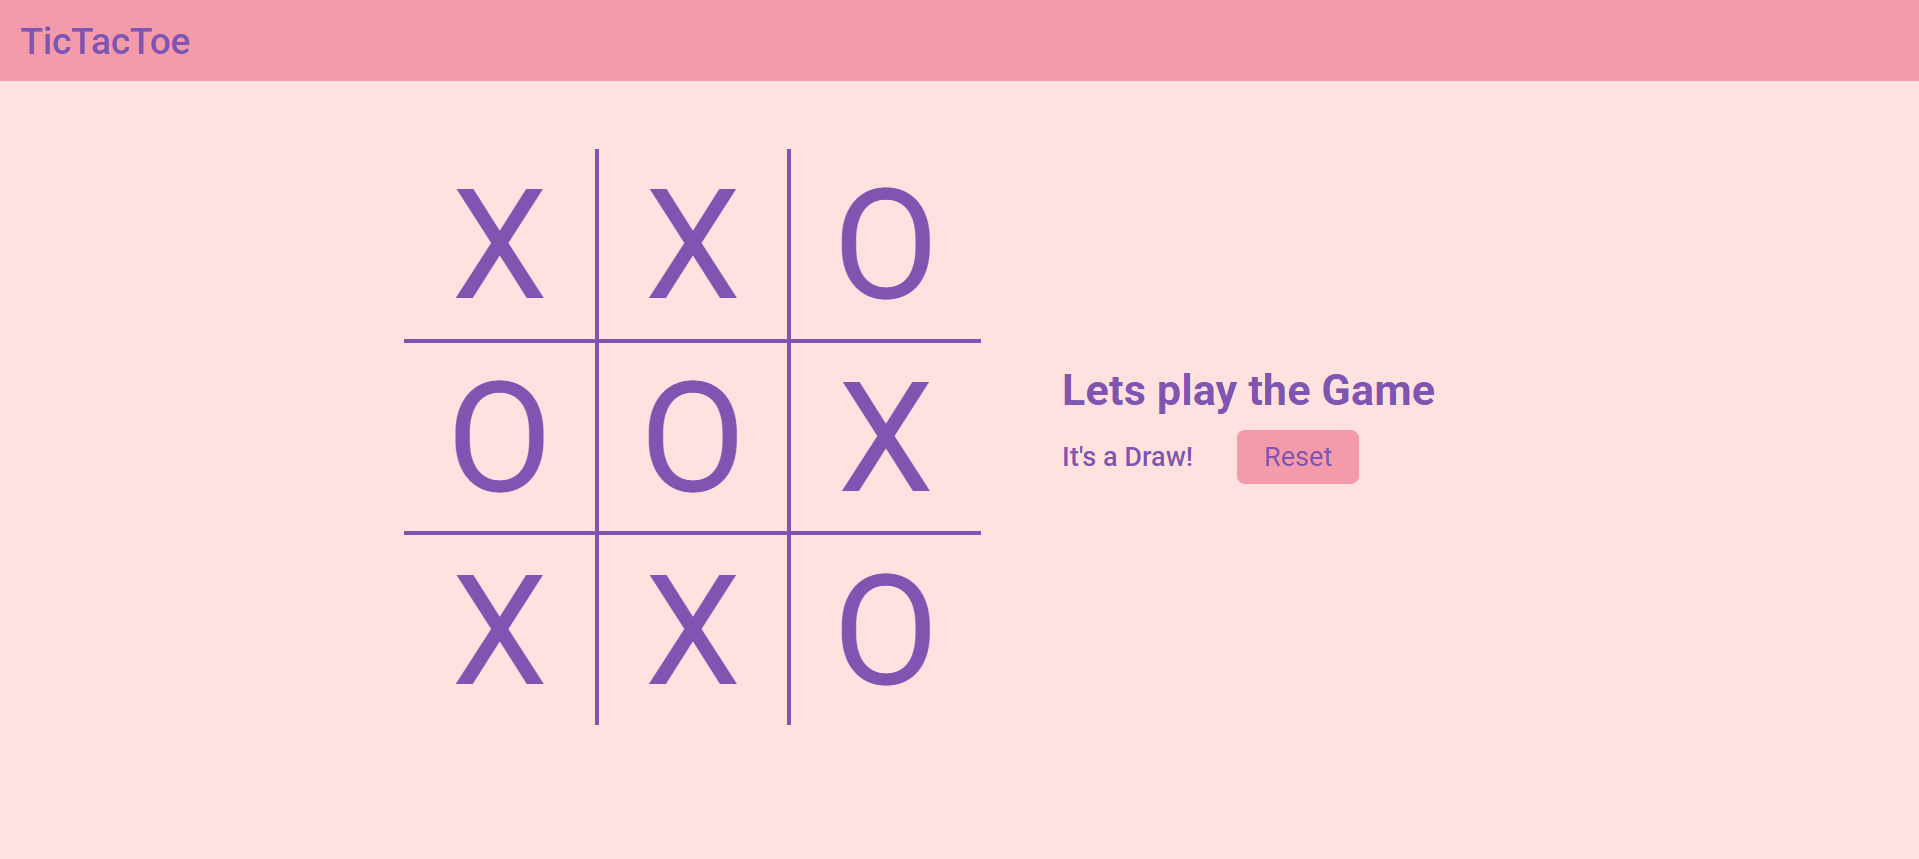 TicTacToe
X X O
O O X
X X O
Lets play the Game
It's a Draw! Reset